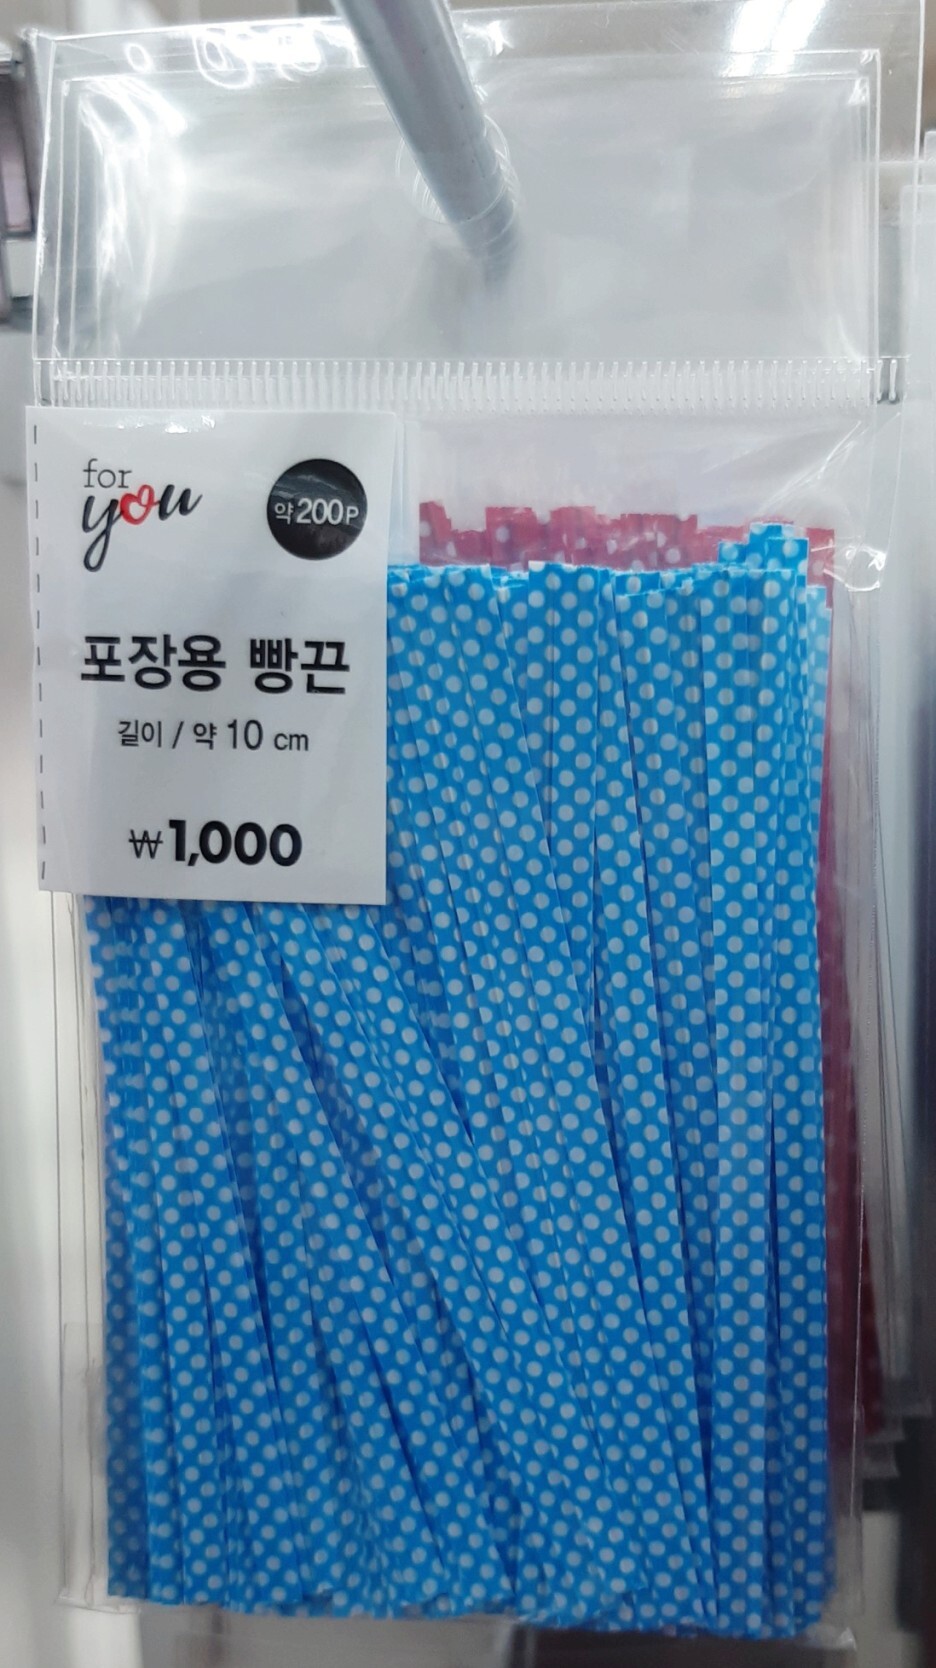 for
you
약200P
포장용 빵끈
길이 / 약 10 cm
₩1,000